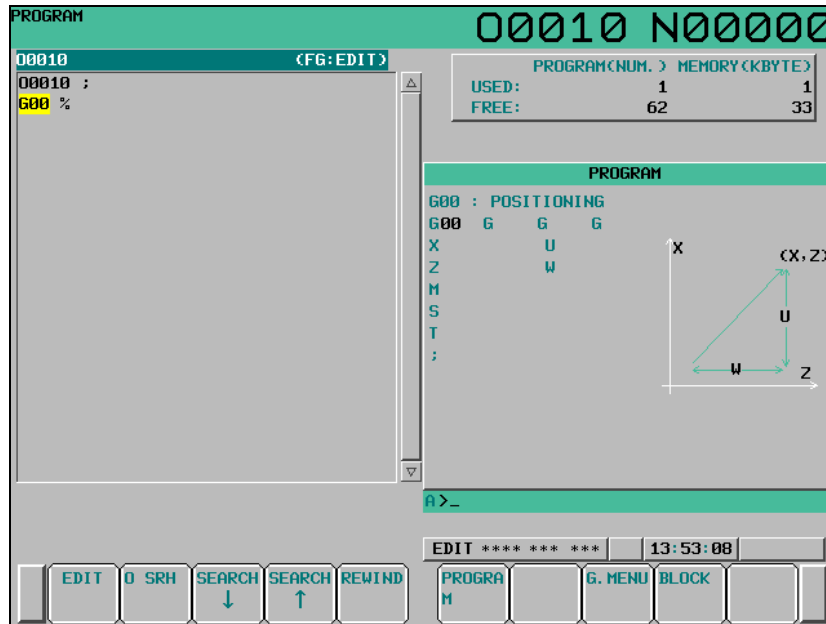 PROGRAM
O0010 N00000
O0010 (FG:EDIT)
O0010 ;
G00 %
PROGRAM(NUM.) MEMORY(KBYTE)
USED: 1 1
FREE: 62 33
PROGRAM
G00 : POSITIONING
G00 G G G
X U
Z W
M
S
T
;
X
(X,Z)
U
W
Z
A>_
EDIT **** *** ***
13:53:08
EDIT
O SRH
SEARCH
↓
SEARCH
↑
REWIND
PROGRA
M
G.MENU
BLOCK